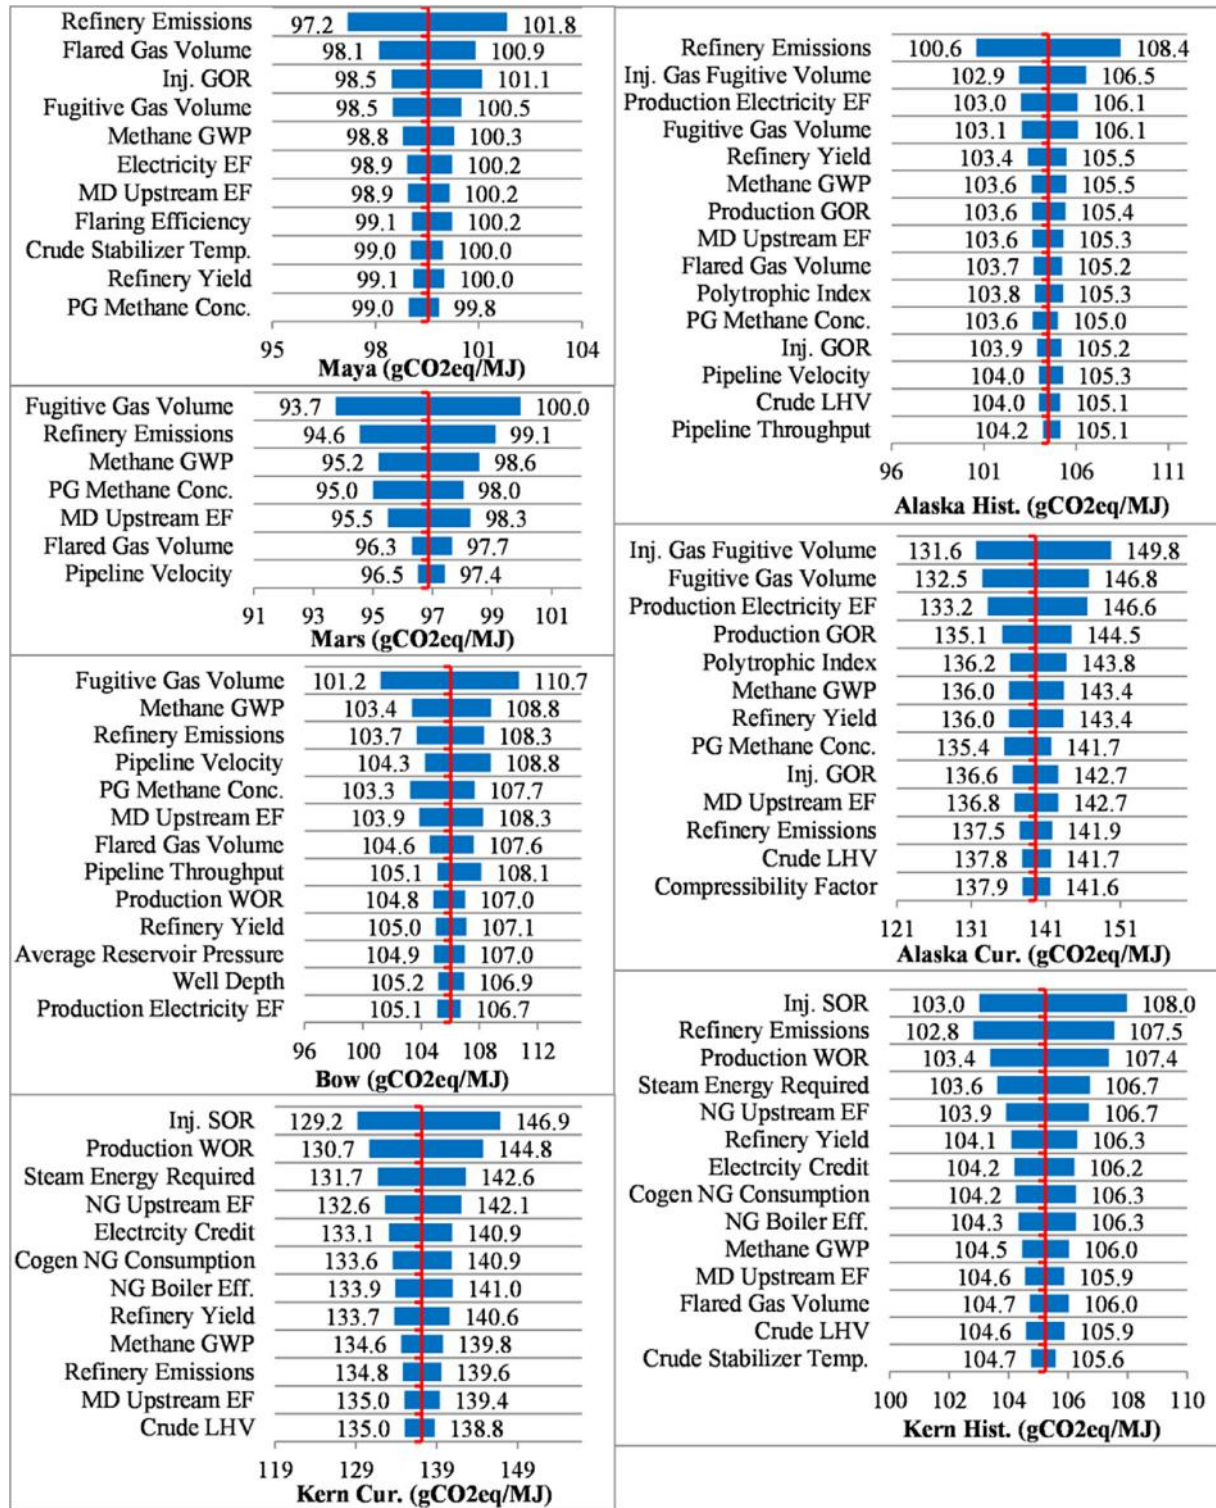 Refinery Emissions 97.2 101.8
Flared Gas Volume 98.1 100.9
Inj. GOR 98.5 101.1
Fugitive Gas Volume 98.5 100.5
Methane GWP 98.8 100.3
Electricity EF 98.9 100.2
MD Upstream EF 98.9 100.2
Flaring Efficiency 99.1 100.2
Crude Stabilizer Temp. 99.0 100.0
Refinery Yield 99.1 100.0
PG Methane Conc. 99.0 99.8
95 98 101 104
Maya (gCO2eq/MJ)
Fugitive Gas Volume 93.7 100.0
Refinery Emissions 94.6 99.1
Methane GWP 95.2 98.6
PG Methane Conc. 95.0 98.0
MD Upstream EF 95.5 98.3
Flared Gas Volume 96.3 97.7
Pipeline Velocity 96.5 97.4
91 93 95 97 99 101
Mars (gCO2eq/MJ)
Fugitive Gas Volume 101.2 110.7
Methane GWP 103.4 108.8
Refinery Emissions 103.7 108.3
Pipeline Velocity 104.3 108.8
PG Methane Conc. 103.3 107.7
MD Upstream EF 103.9 108.3
Flared Gas Volume 104.6 107.6
Pipeline Throughput 105.1 108.1
Production WOR 104.8 107.0
Refinery Yield 105.0 107.1
Average Reservoir Pressure 104.9 107.0
Well Depth 105.2 106.9
Production Electricity EF 105.1 106.7
96 100 104 108 112
Bow (gCO2eq/MJ)
Inj. SOR 129.2 146.9
Production WOR 130.7 144.8
Steam Energy Required 131.7 142.6
NG Upstream EF 132.6 142.1
Electrcity Credit 133.1 140.9
Cogen NG Consumption 133.6 140.9
NG Boiler Eff. 133.9 141.0
Refinery Yield 133.7 140.6
Methane GWP 134.6 139.8
Refinery Emissions 134.8 139.6
MD Upstream EF 135.0 139.4
Crude LHV 135.0 138.8
119 129 139 149
Kern Cur. (gCO2eq/MJ)
Refinery Emissions 100.6 108.4
Inj. Gas Fugitive Volume 102.9 106.5
Production Electricity EF 103.0 106.1
Fugitive Gas Volume 103.1 106.1
Refinery Yield 103.4 105.5
Methane GWP 103.6 105.5
Production GOR 103.6 105.4
MD Upstream EF 103.6 105.3
Flared Gas Volume 103.7 105.2
Polytrophic Index 103.8 105.3
PG Methane Conc. 103.6 105.0
Inj. GOR 103.9 105.2
Pipeline Velocity 104.0 105.3
Crude LHV 104.0 105.1
Pipeline Throughput 104.2 105.1
96 101 106 111
Alaska Hist. (gCO2eq/MJ)
Inj. Gas Fugitive Volume 131.6 149.8
Fugitive Gas Volume 132.5 146.8
Production Electricity EF 133.2 146.6
Production GOR 135.1 144.5
Polytrophic Index 136.2 143.8
Methane GWP 136.0 143.4
Refinery Yield 136.0 143.4
PG Methane Conc. 135.4 141.7
Inj. GOR 136.6 142.7
MD Upstream EF 136.8 142.7
Refinery Emissions 137.5 141.9
Crude LHV 137.8 141.7
Compressibility Factor 137.9 141.6
121 131 141 151
Alaska Cur. (gCO2eq/MJ)
Inj. SOR 103.0 108.0
Refinery Emissions 102.8 107.5
Production WOR 103.4 107.4
Steam Energy Required 103.6 106.7
NG Upstream EF 103.9 106.7
Refinery Yield 104.1 106.3
Electrcity Credit 104.2 106.2
Cogen NG Consumption 104.2 106.3
NG Boiler Eff. 104.3 106.3
Methane GWP 104.5 106.0
MD Upstream EF 104.6 105.9
Flared Gas Volume 104.7 106.0
Crude LHV 104.6 105.9
Crude Stabilizer Temp. 104.7 105.6
100 102 104 106 108 110
Kern Hist. (gCO2eq/MJ)